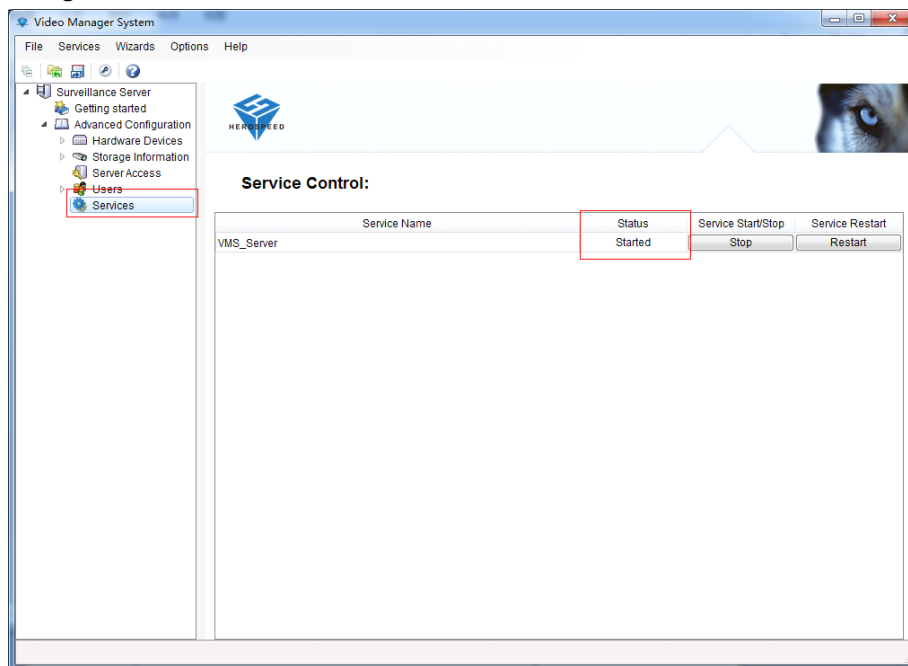 Video Manager System
File Services Wizards Options Help
Surveillance Server
Getting started
Advanced Configuration
Hardware Devices
Storage Information
Server Access
Users
Services
HEROSPEED
Service Control:
Service Name Status Service Start/Stop Service Restart
VMS_Server Started Stop Restart